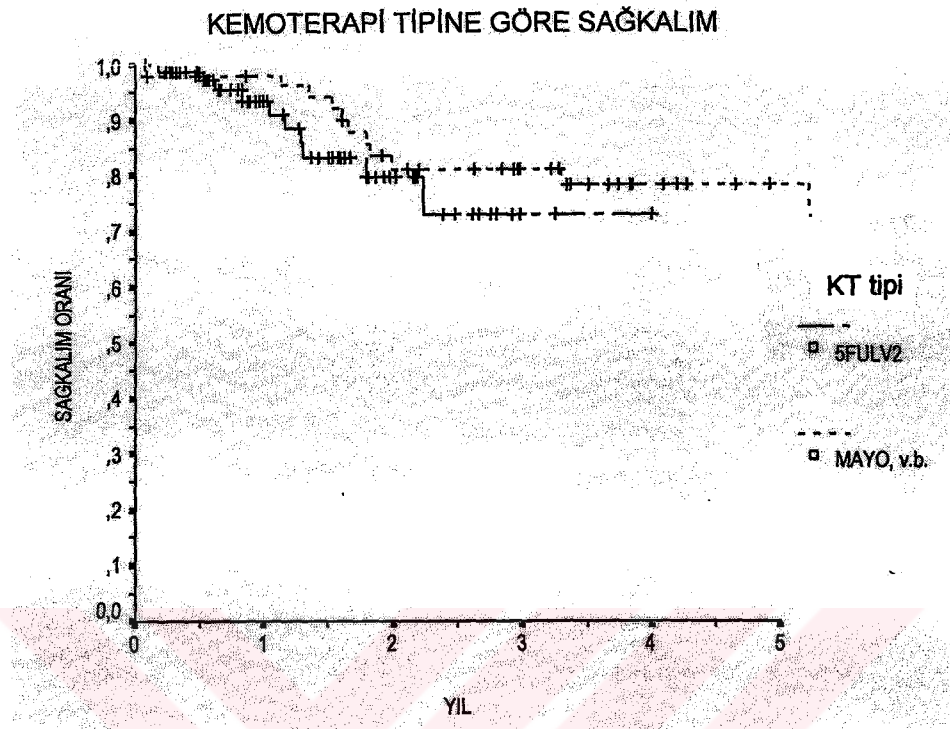 KEMOTERAPİ TİPİNE GÖRE SAĞKALIM
1,0
,9
,8
,7
,6
,5
,4
,3
,2
,1
0,0
SAGKALIM ORANI
0
1
2
3
4
5
YIL
KT tipi
5FULV2
MAYO, v.b.